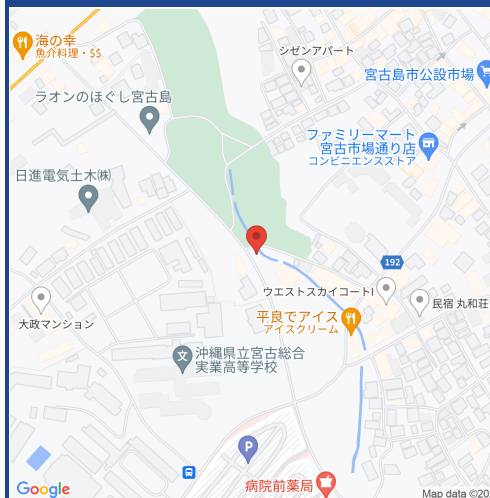 海の幸
魚介料理・$$
シゼンアパート
宮古島市公設市場
ラオンのほぐし宮古島
ファミリーマート
宮古市場通り店
コンビニエンスストア
日進電気土木㈱
192
ウエストスカイコートI
民宿 丸和荘
大政マンション
平良でアイス
アイスクリーム
文
沖縄県立宮古総合
実業高等学校
P
病院前薬局
Google
Map data ©20